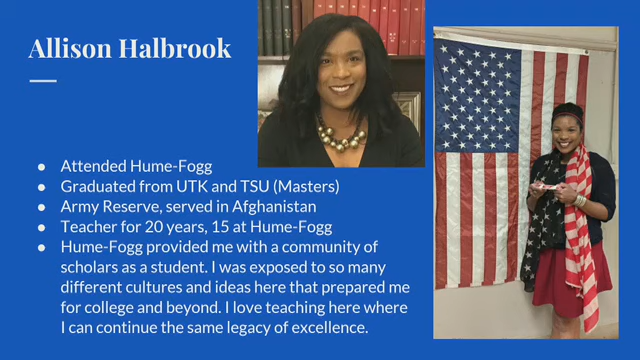 Allison Halbrook
● Attended Hume-Fogg
● Graduated from UTK and TSU (Masters)
● Army Reserve, served in Afghanistan
● Teacher for 20 years, 15 at Hume-Fogg
● Hume-Fogg provided me with a community of
scholars as a student. I was exposed to so many
different cultures and ideas here that prepared me
for college and beyond. I love teaching here where
I can continue the same legacy of excellence.